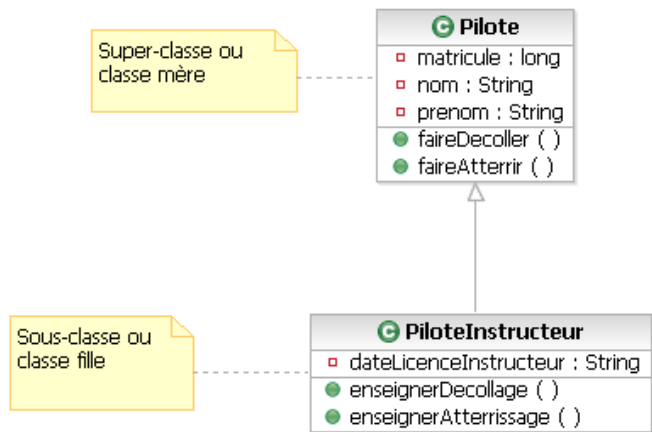 Pilote
Super-classe ou
classe mère
matricule : long
nom : String
prenom : String
faireDecoller ( )
faireAtterrir ( )
Sous-classe ou
classe fille
PiloteInstructeur
dateLicenceInstructeur : String
enseignerDecollage ( )
enseignerAtterrissage ( )